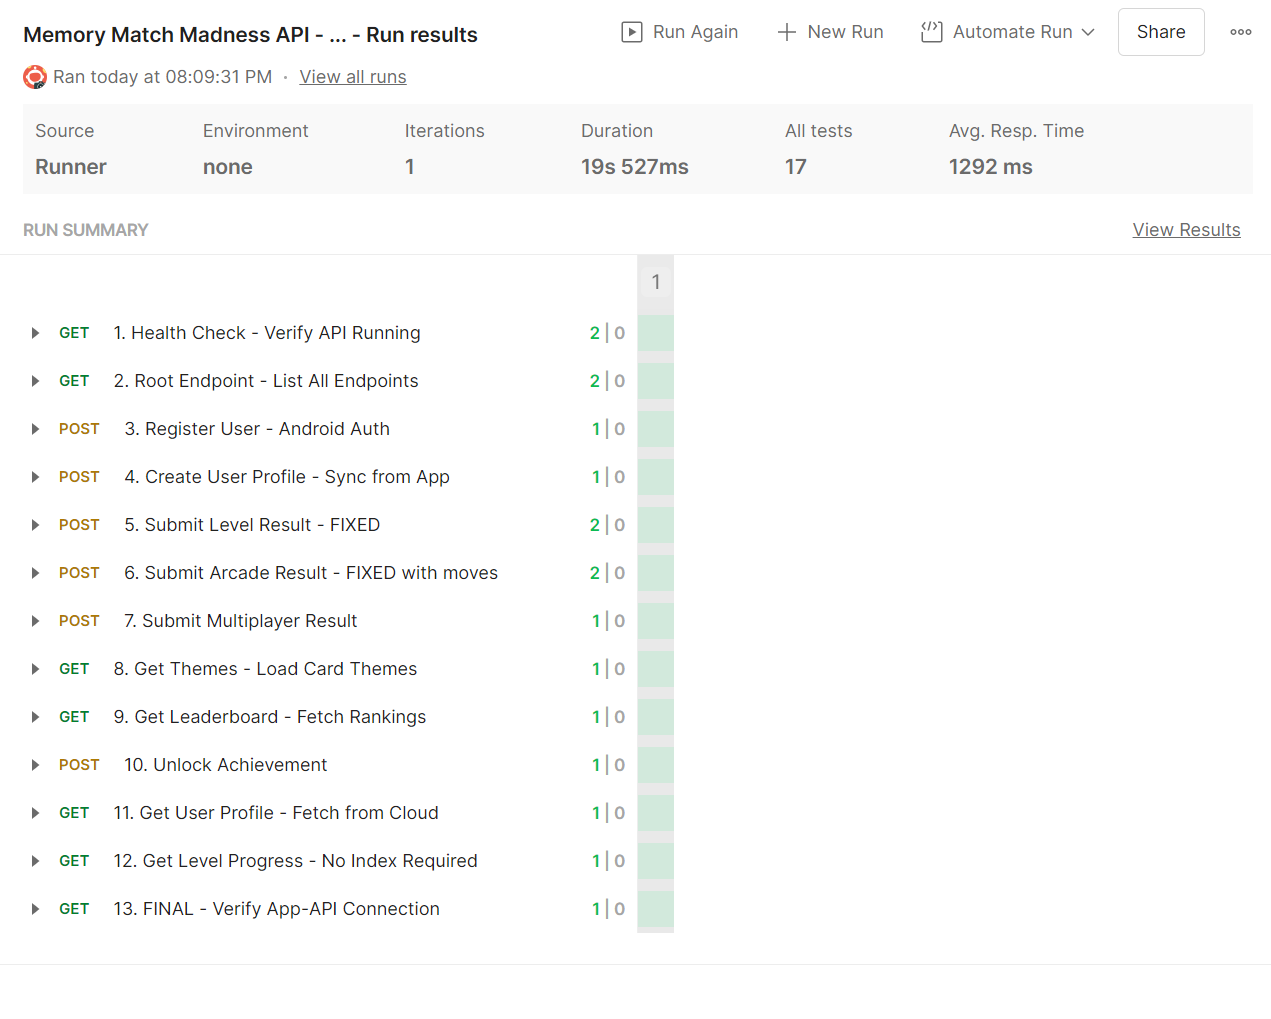 Memory Match Madness API - ... - Run results
Run Again
New Run
Automate Run
Share
Ran today at 08:09:31 PM · View all runs
Source Environment Iterations Duration All tests Avg. Resp. Time
Runner none 1 19s 527ms 17 1292 ms
RUN SUMMARY View Results
1
GET 1. Health Check - Verify API Running 2 | 0
GET 2. Root Endpoint - List All Endpoints 2 | 0
POST 3. Register User - Android Auth 1 | 0
POST 4. Create User Profile - Sync from App 1 | 0
POST 5. Submit Level Result - FIXED 2 | 0
POST 6. Submit Arcade Result - FIXED with moves 2 | 0
POST 7. Submit Multiplayer Result 1 | 0
GET 8. Get Themes - Load Card Themes 1 | 0
GET 9. Get Leaderboard - Fetch Rankings 1 | 0
POST 10. Unlock Achievement 1 | 0
GET 11. Get User Profile - Fetch from Cloud 1 | 0
GET 12. Get Level Progress - No Index Required 1 | 0
GET 13. FINAL - Verify App-API Connection 1 | 0